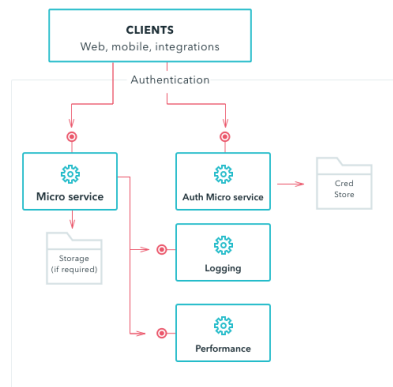 CLIENTS
Web, mobile, integrations
Authentication
Micro service
Auth Micro service
Cred
Store
Storage
(if required)
Logging
Performance